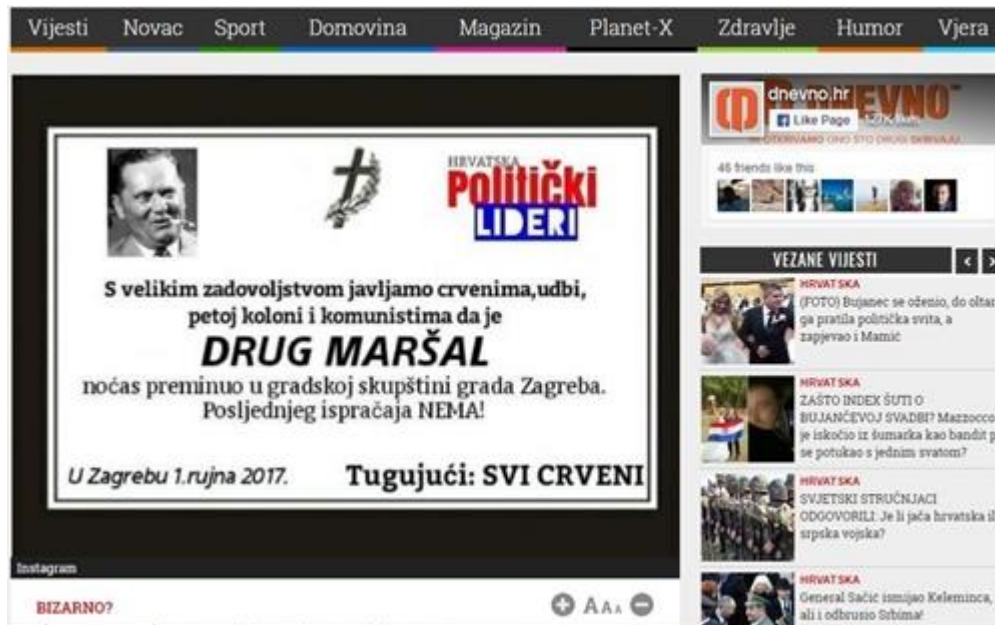 Vijesti Novac Sport Domovina Magazin Planet-X Zdravlje Humor Vjera
HRVATSKA
Politički
LIDERI
S velikim zadovoljstvom javljamo crvenima,udbi,
petoj koloni i komunistima da je
DRUG MARŠAL
noćas preminuo u gradskoj skupštini grada Zagreba.
Posljednjeg ispračaja NEMA!
U Zagrebu 1.rujna 2017. Tugujući: SVI CRVENI
Instagram
BIZARNO?
A A A
dnevno.hr
DNEVNO
Like Page
46 friends like this
VEZANE VIJESTI
HRVATSKA
(FOTO) Bujanec se oženio, do oltar
ga pratila politička svita, a
zapjevao i Mamić
HRVATSKA
ZAŠTO INDEX ŠUTI O
BUJANČEVOJ SVADBI? Mazzocco
je iskočio iz šumarka kao bandit p
se potukao s jednim svatom?
HRVATSKA
SVJETSKI STRUČNJACI
ODGOVORILI: Je li jača hrvatska il
srpska vojska?
HRVATSKA
General Sačić ismijao Keleminca,
ali i odbrusio Srbima!